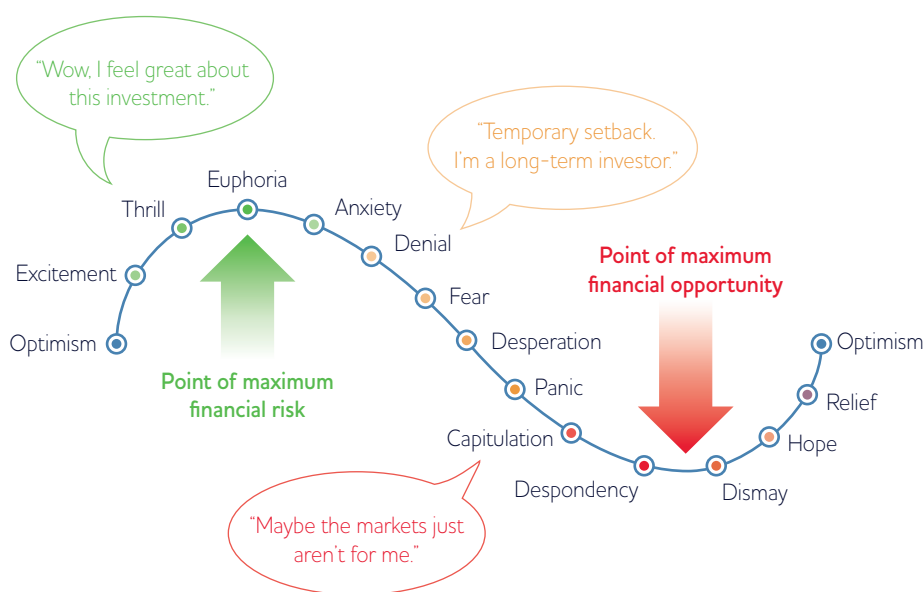 “Wow, I feel great about
this investment.”
“Temporary setback.
I’m a long-term investor.”
Euphoria
Thrill
Anxiety
Denial
Excitement
Fear
Optimism
Desperation
Panic
Capitulation
Despondency
Dismay
Hope
Relief
Optimism
Point of maximum
financial risk
Point of maximum
financial opportunity
“Maybe the markets just
aren’t for me.”